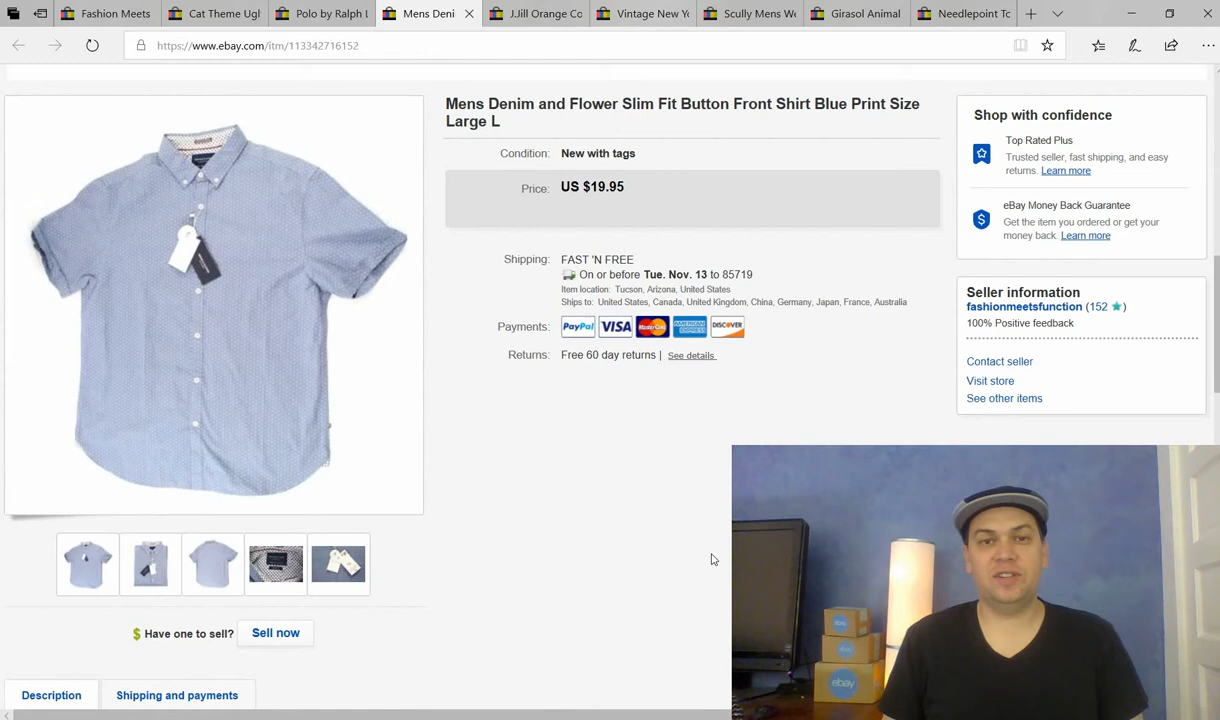 Fashion Meets
Cat Theme Ugl
Polo by Ralph L
Mens Deni
J.Jill Orange Co
Vintage New Yo
Scully Mens We
Girasol Animal
Needlepoint To
https://www.ebay.com/itm/113342716152
Mens Denim and Flower Slim Fit Button Front Shirt Blue Print Size
Large L
Condition: New with tags
Price: US $19.95
Shipping: FAST 'N FREE
On or before Tue. Nov. 13 to 85719
Item location: Tucson, Arizona, United States
Ships to: United States, Canada, United Kingdom, China, Germany, Japan, France, Australia
Payments: PayPal VISA MasterCard AMERICAN EXPRESS DISCOVER
Returns: Free 60 day returns | See details
Shop with confidence
Top Rated Plus
Trusted seller, fast shipping, and easy
returns. Learn more
eBay Money Back Guarantee
Get the item you ordered or get your
money back. Learn more
Seller information
fashionmeetsfunction (152 )
100% Positive feedback
Contact seller
Visit store
See other items
$ Have one to sell? Sell now
Description
Shipping and payments
ebay
ebay
ebay